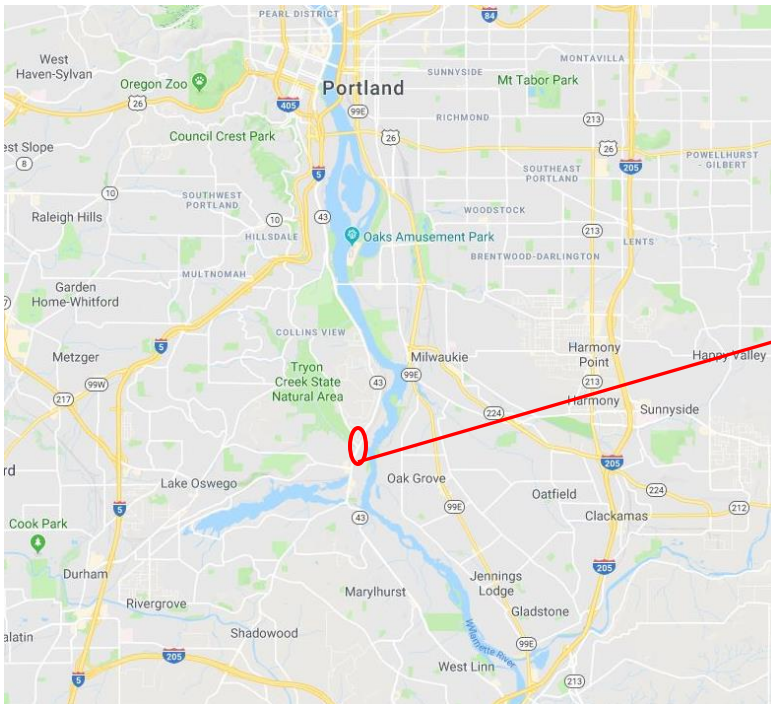 PEARL DISTRICT
84
West
Haven-Sylvan
Oregon Zoo
26
405
Portland
99E
SUNNYSIDE
Mt Tabor Park
MONTAVILLA
RICHMOND
213
Council Crest Park
26
26
est Slope
8
5
SOUTHEAST
PORTLAND
205
POWELLHURST
- GILBERT
10
SOUTHWEST
PORTLAND
Raleigh Hills
10
43
WOODSTOCK
HILLSDALE
Oaks Amusement Park
213
LENTS
BRENTWOOD-DARLINGTON
MULTNOMAH
Garden
Home-Whitford
COLLINS VIEW
5
Metzger
Milwaukie
Harmony
Point
Happy Valley
Tryon
Creek State
Natural Area
43
99E
99W
217
213
Harmony
224
Sunnyside
rd
205
Lake Oswego
Oak Grove
224
Oatfield
99E
5
43
Clackamas
212
Cook Park
205
Durham
Jennings
Lodge
Marylhurst
Rivergrove
Gladstone
alatin
Shadowood
Willamette River
99E
205
West Linn
5
213